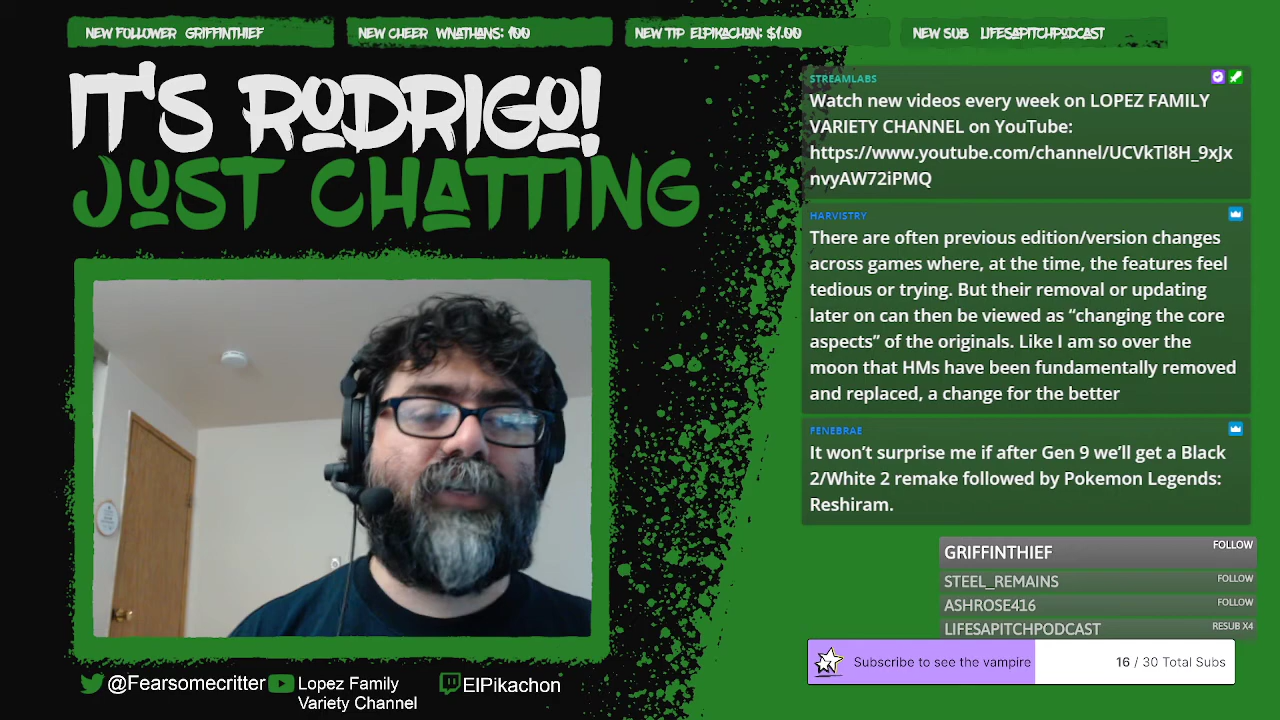 NEW FOLLOWER GRIFFINTHIEF
NEW CHEER WNATHANS: 100
NEW TIP ELPIKACHON: $1.00
NEW SUB LIFESAPITCHPODCAST
IT'S RODRIGO!
JUST CHATTING
STREAMLABS
Watch new videos every week on LOPEZ FAMILY
VARIETY CHANNEL on YouTube:
https://www.youtube.com/channel/UCVkTl8H_9xJx
nvyAW72iPMQ
HARVISTRY
There are often previous edition/version changes
across games where, at the time, the features feel
tedious or trying. But their removal or updating
later on can then be viewed as “changing the core
aspects” of the originals. Like I am so over the
moon that HMs have been fundamentally removed
and replaced, a change for the better
FENEBRAE
It won’t surprise me if after Gen 9 we’ll get a Black
2/White 2 remake followed by Pokemon Legends:
Reshiram.
GRIFFINTHIEF FOLLOW
STEEL_REMAINS FOLLOW
ASHROSE416 FOLLOW
LIFESAPITCHPODCAST RESUB X4
Subscribe to see the vampire 16 / 30 Total Subs
@Fearsomecritter
Lopez Family
Variety Channel
ElPikachon